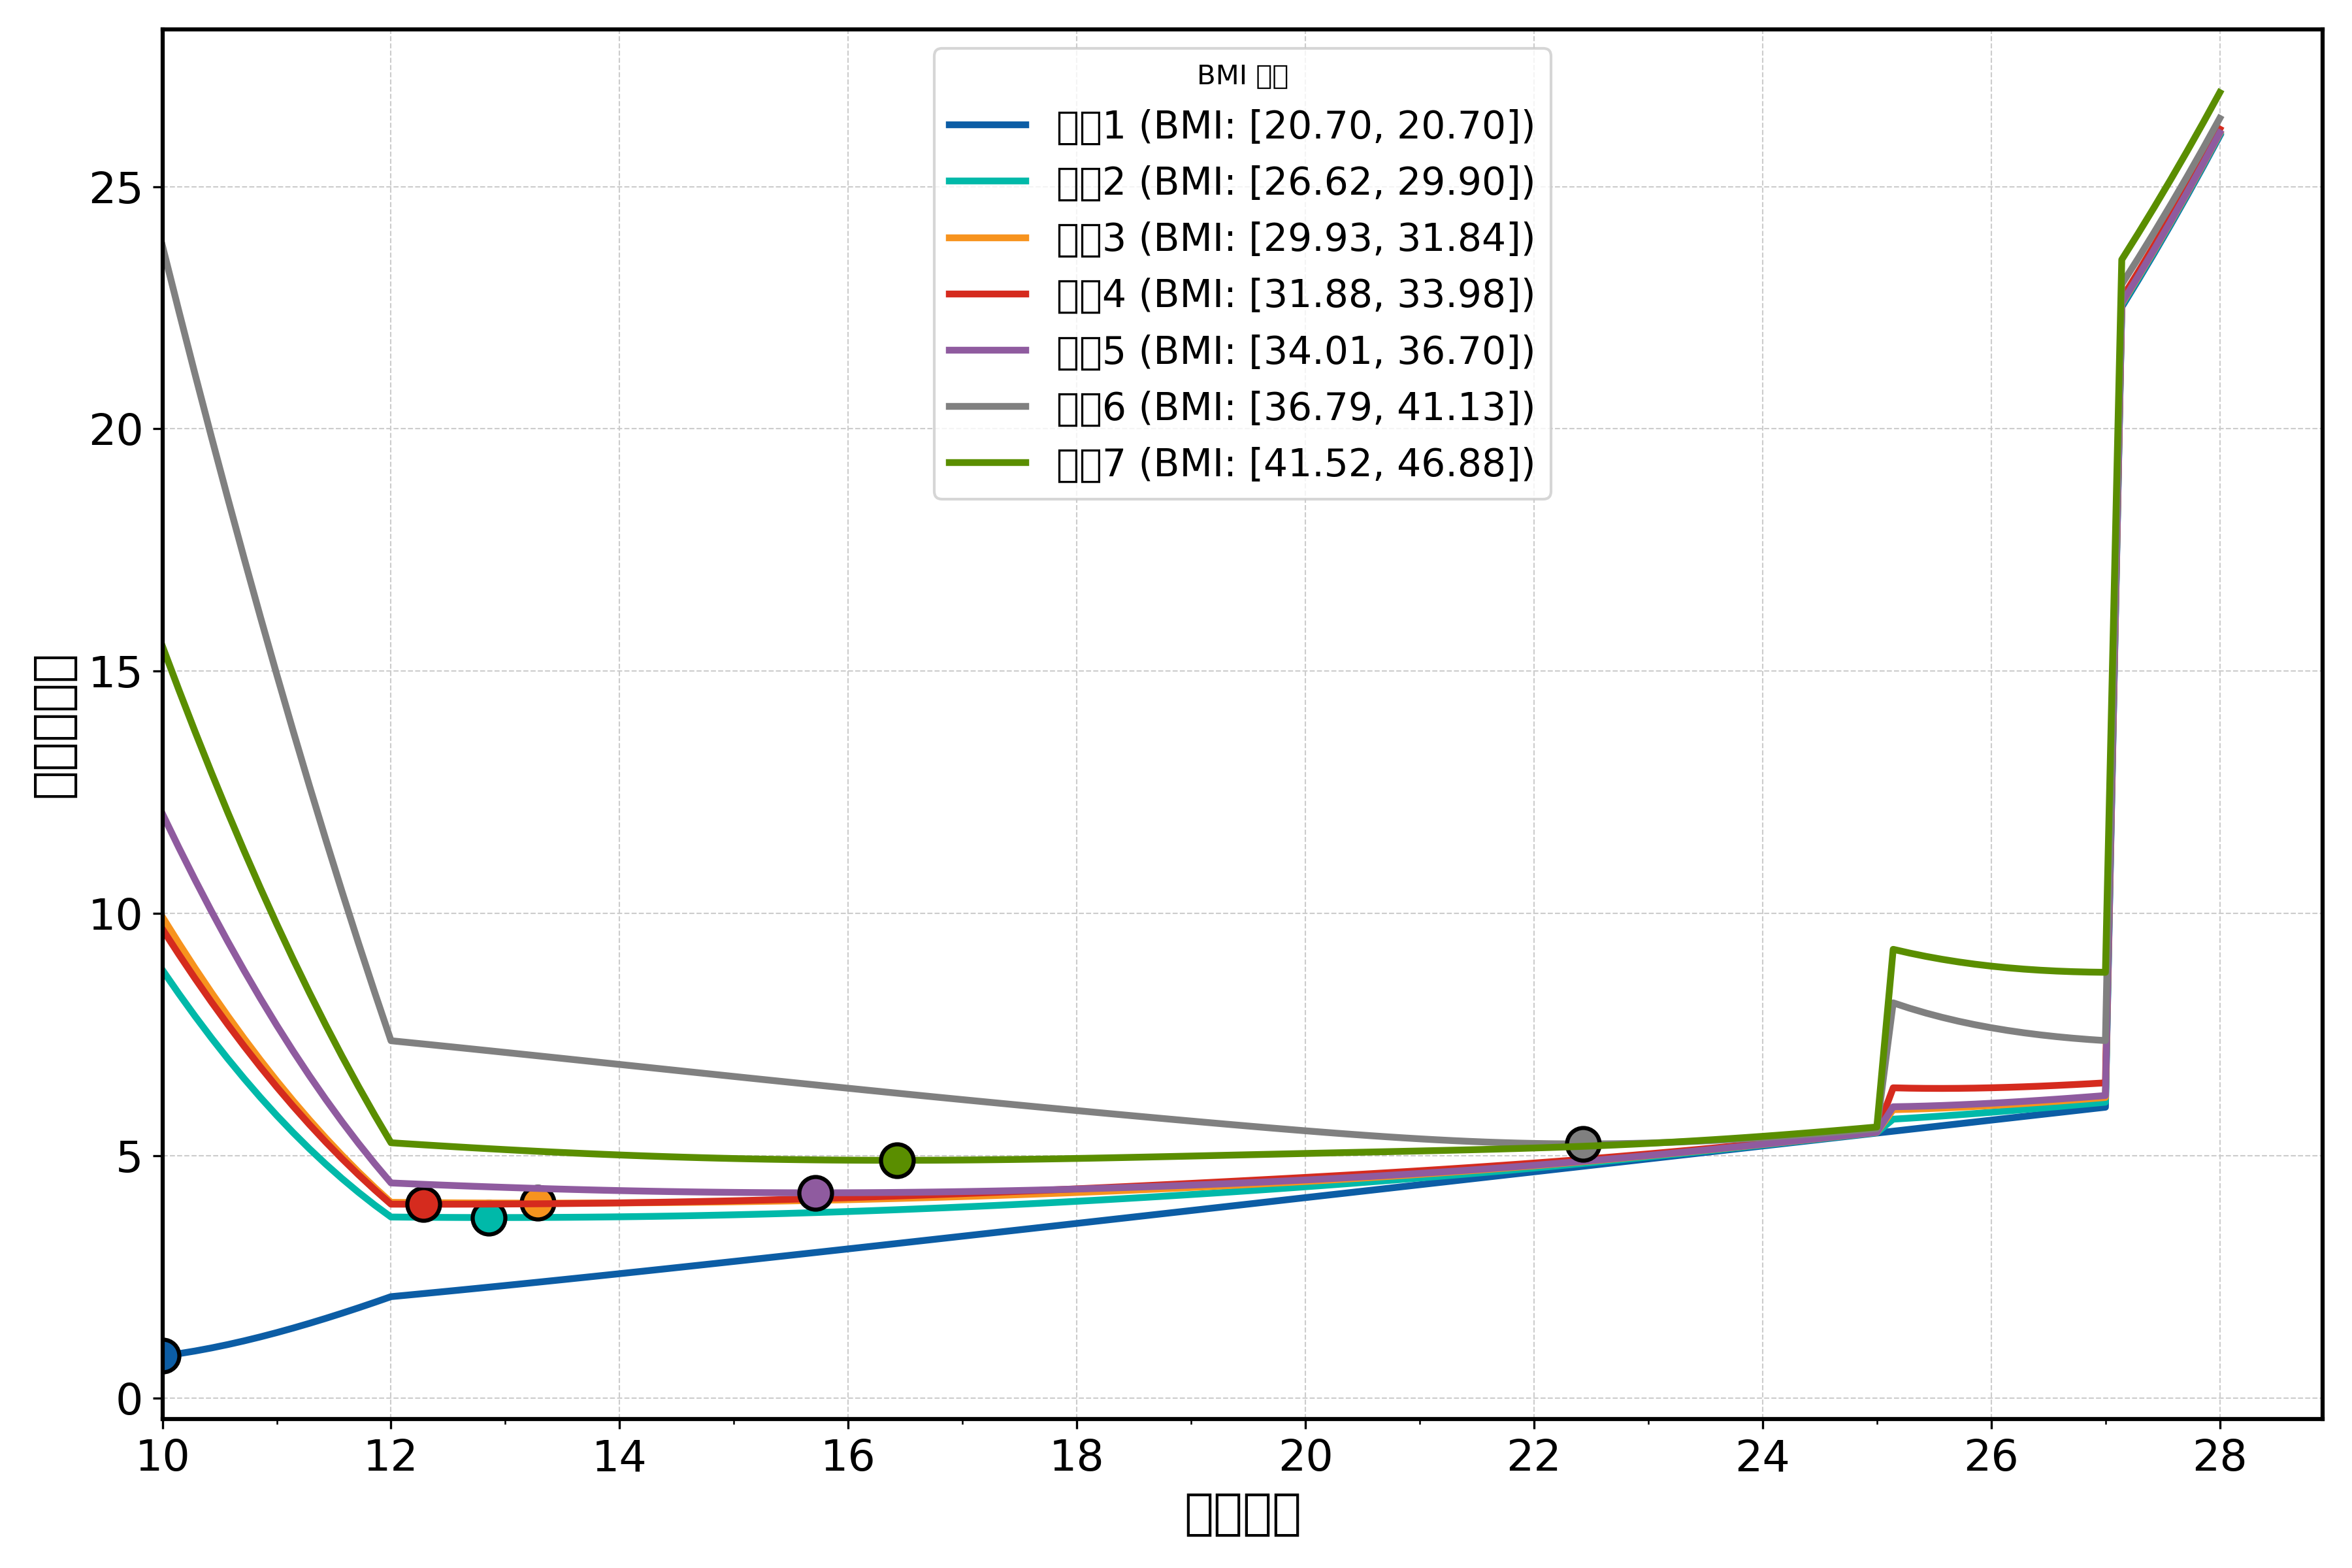 BMI
1 (BMI: [20.70, 20.70])
2 (BMI: [26.62, 29.90])
3 (BMI: [29.93, 31.84])
4 (BMI: [31.88, 33.98])
5 (BMI: [34.01, 36.70])
6 (BMI: [36.79, 41.13])
7 (BMI: [41.52, 46.88])
25
20
15
10
5
0
10 12 14 16 18 20 22 24 26 28